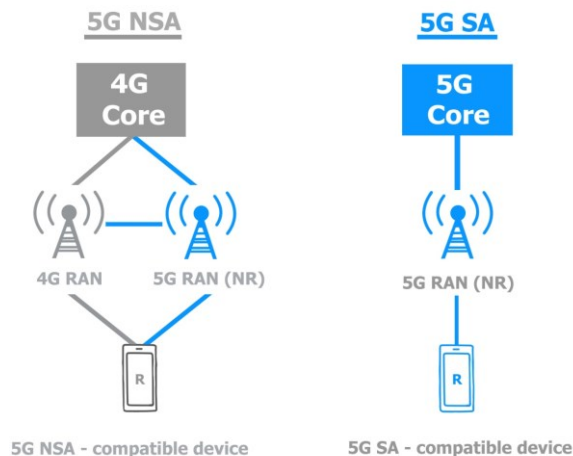 5G NSA
5G SA
4G
Core
5G
Core
4G RAN
5G RAN (NR)
5G RAN (NR)
R
R
5G NSA - compatible device
5G SA - compatible device